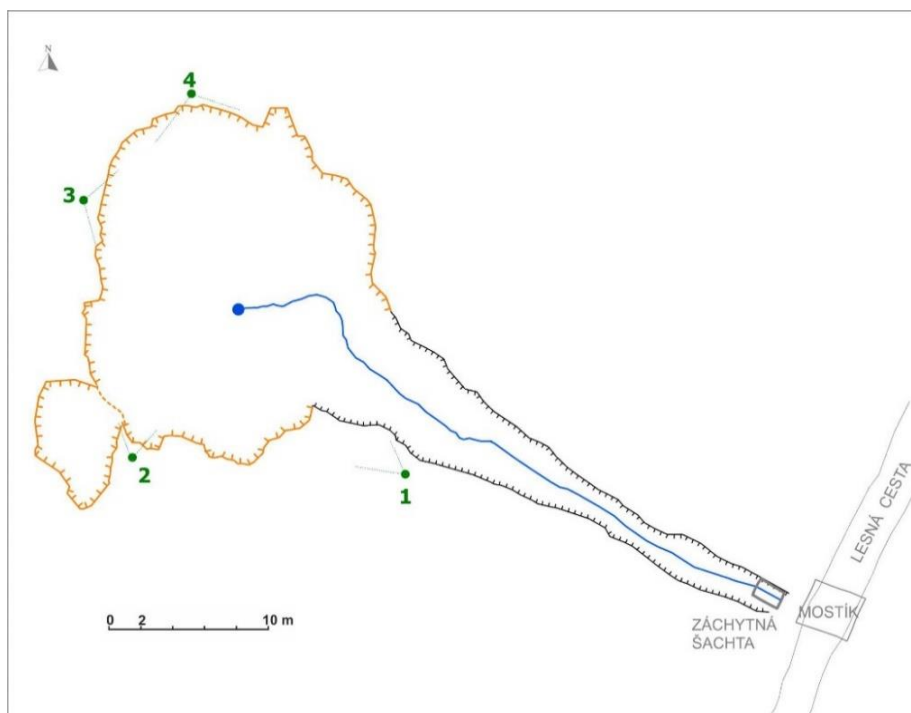 N
4
3
2
1
LESNÁ CESTA
MOSTÍK
ZÁCHYTNÁ
ŠACHTA
0 2 10 m